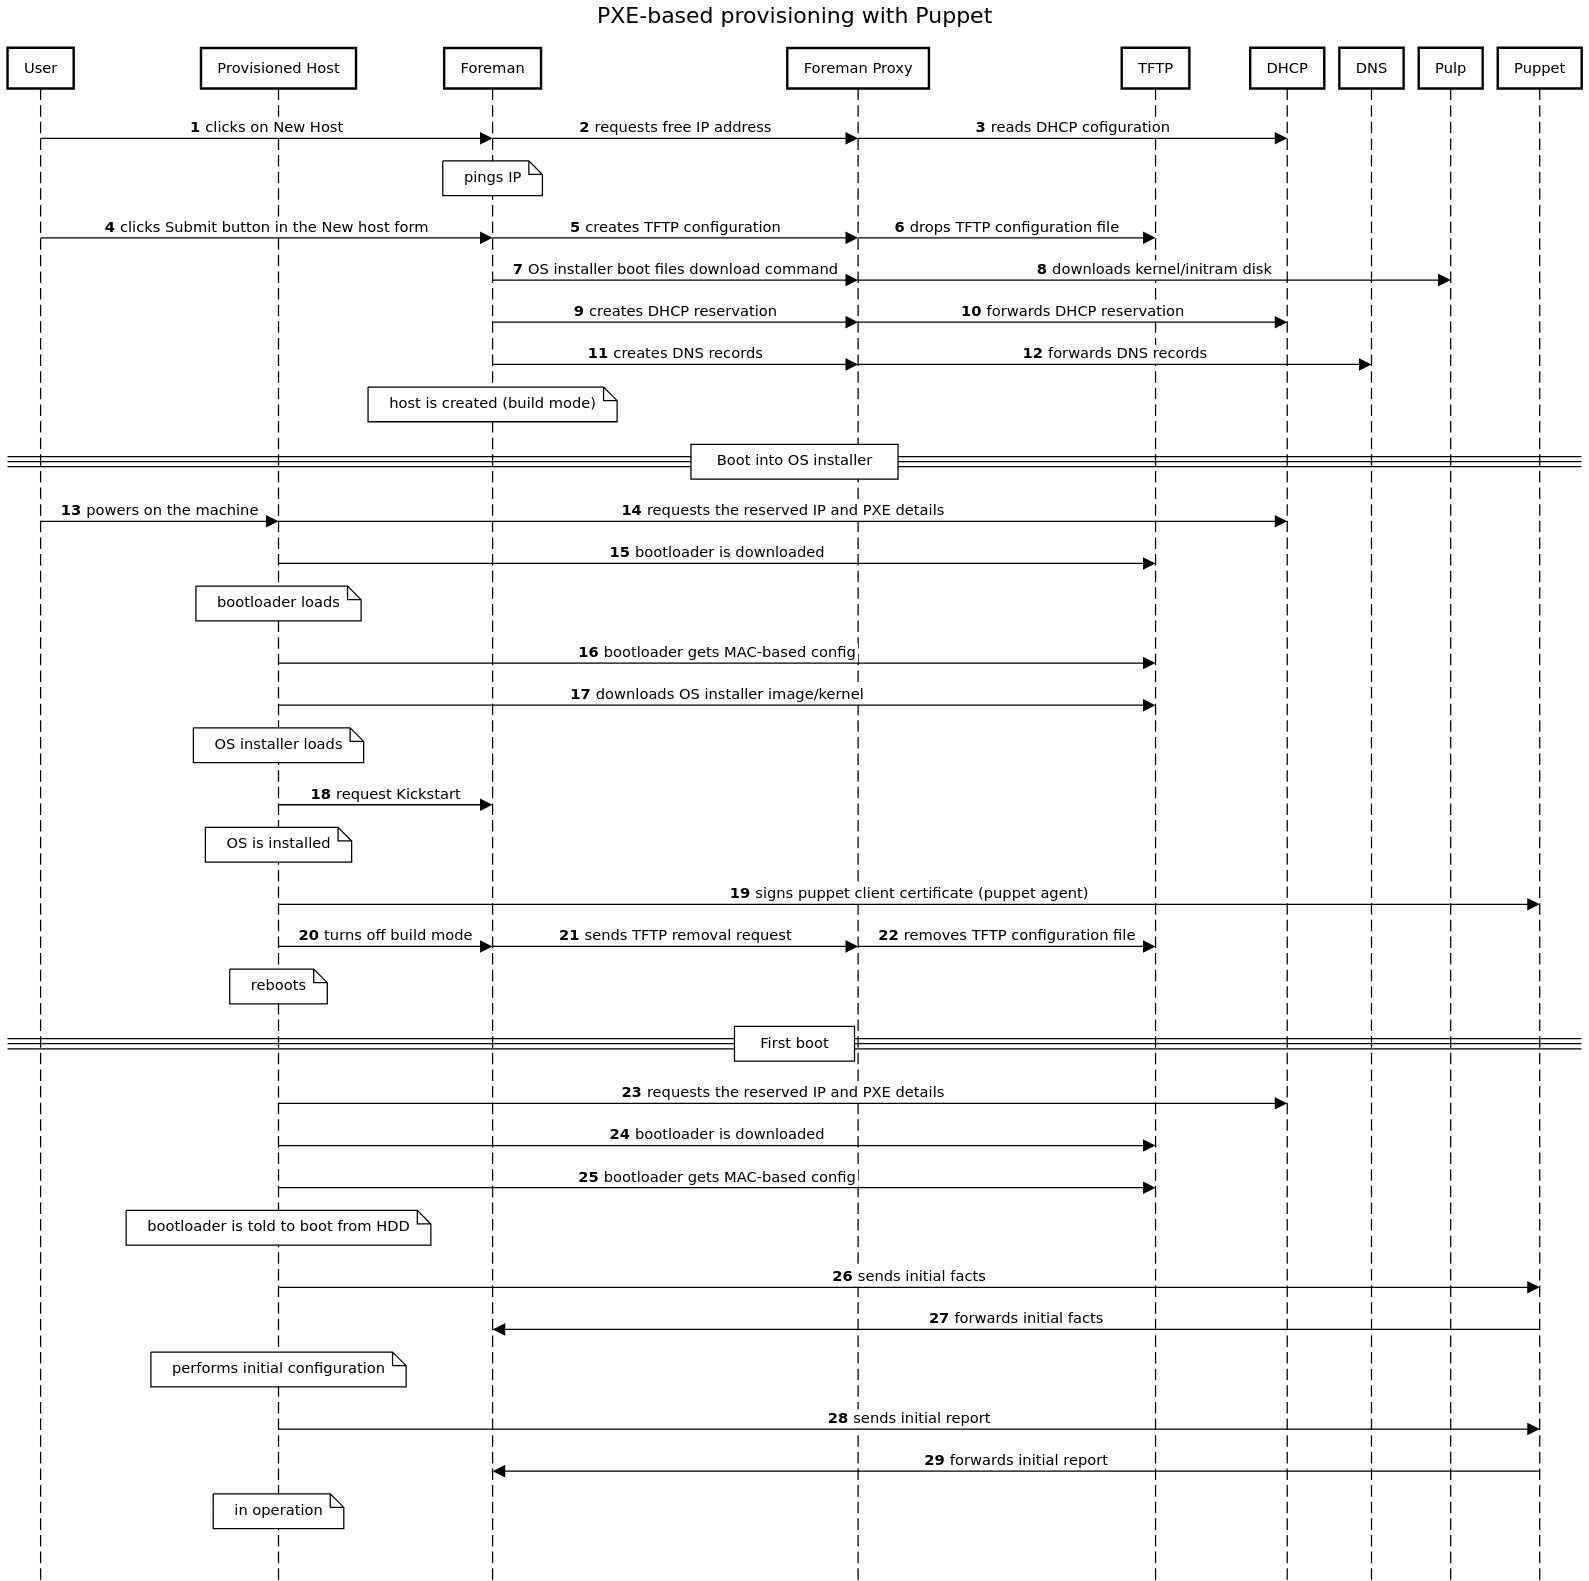 PXE-based provisioning with Puppet
User Provisioned Host Foreman Foreman Proxy TFTP DHCP DNS Pulp Puppet
1 clicks on New Host 2 requests free IP address 3 reads DHCP cofiguration
pings IP
4 clicks Submit button in the New host form 5 creates TFTP configuration 6 drops TFTP configuration file
7 OS installer boot files download command 8 downloads kernel/initram disk
9 creates DHCP reservation 10 forwards DHCP reservation
11 creates DNS records 12 forwards DNS records
host is created (build mode)
Boot into OS installer
13 powers on the machine 14 requests the reserved IP and PXE details
15 bootloader is downloaded
bootloader loads
16 bootloader gets MAC-based config
17 downloads OS installer image/kernel
OS installer loads
18 request Kickstart
OS is installed
19 signs puppet client certificate (puppet agent)
20 turns off build mode 21 sends TFTP removal request 22 removes TFTP configuration file
reboots
First boot
23 requests the reserved IP and PXE details
24 bootloader is downloaded
25 bootloader gets MAC-based config
bootloader is told to boot from HDD
26 sends initial facts
27 forwards initial facts
performs initial configuration
28 sends initial report
29 forwards initial report
in operation